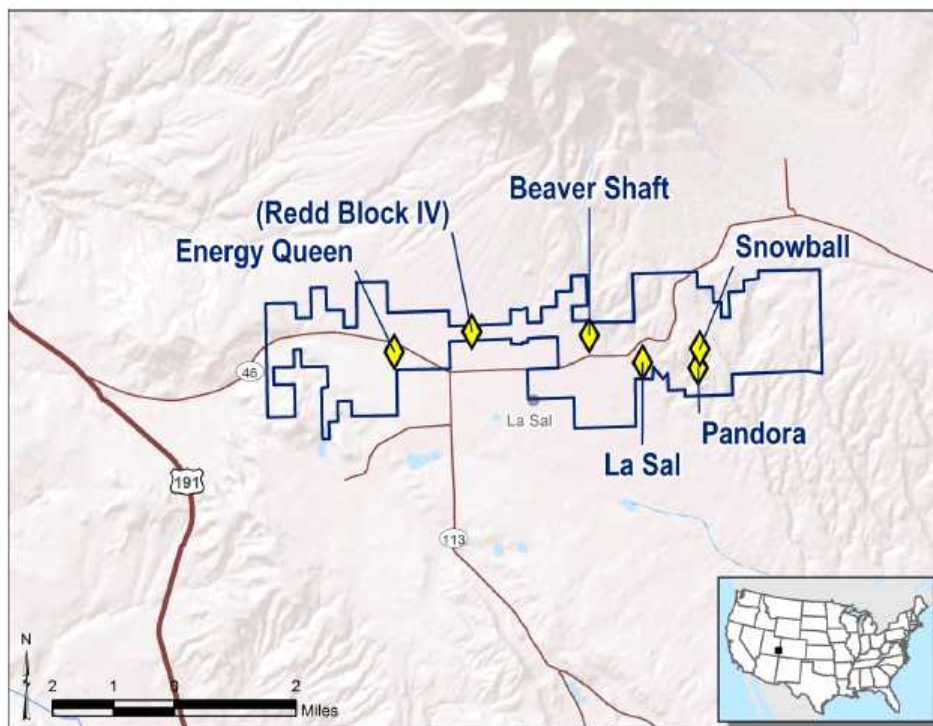 Beaver Shaft
(Redd Block IV)
Energy Queen
Snowball
46
La Sal
Pandora
La Sal
191
113
N
2 1 0 2
Miles